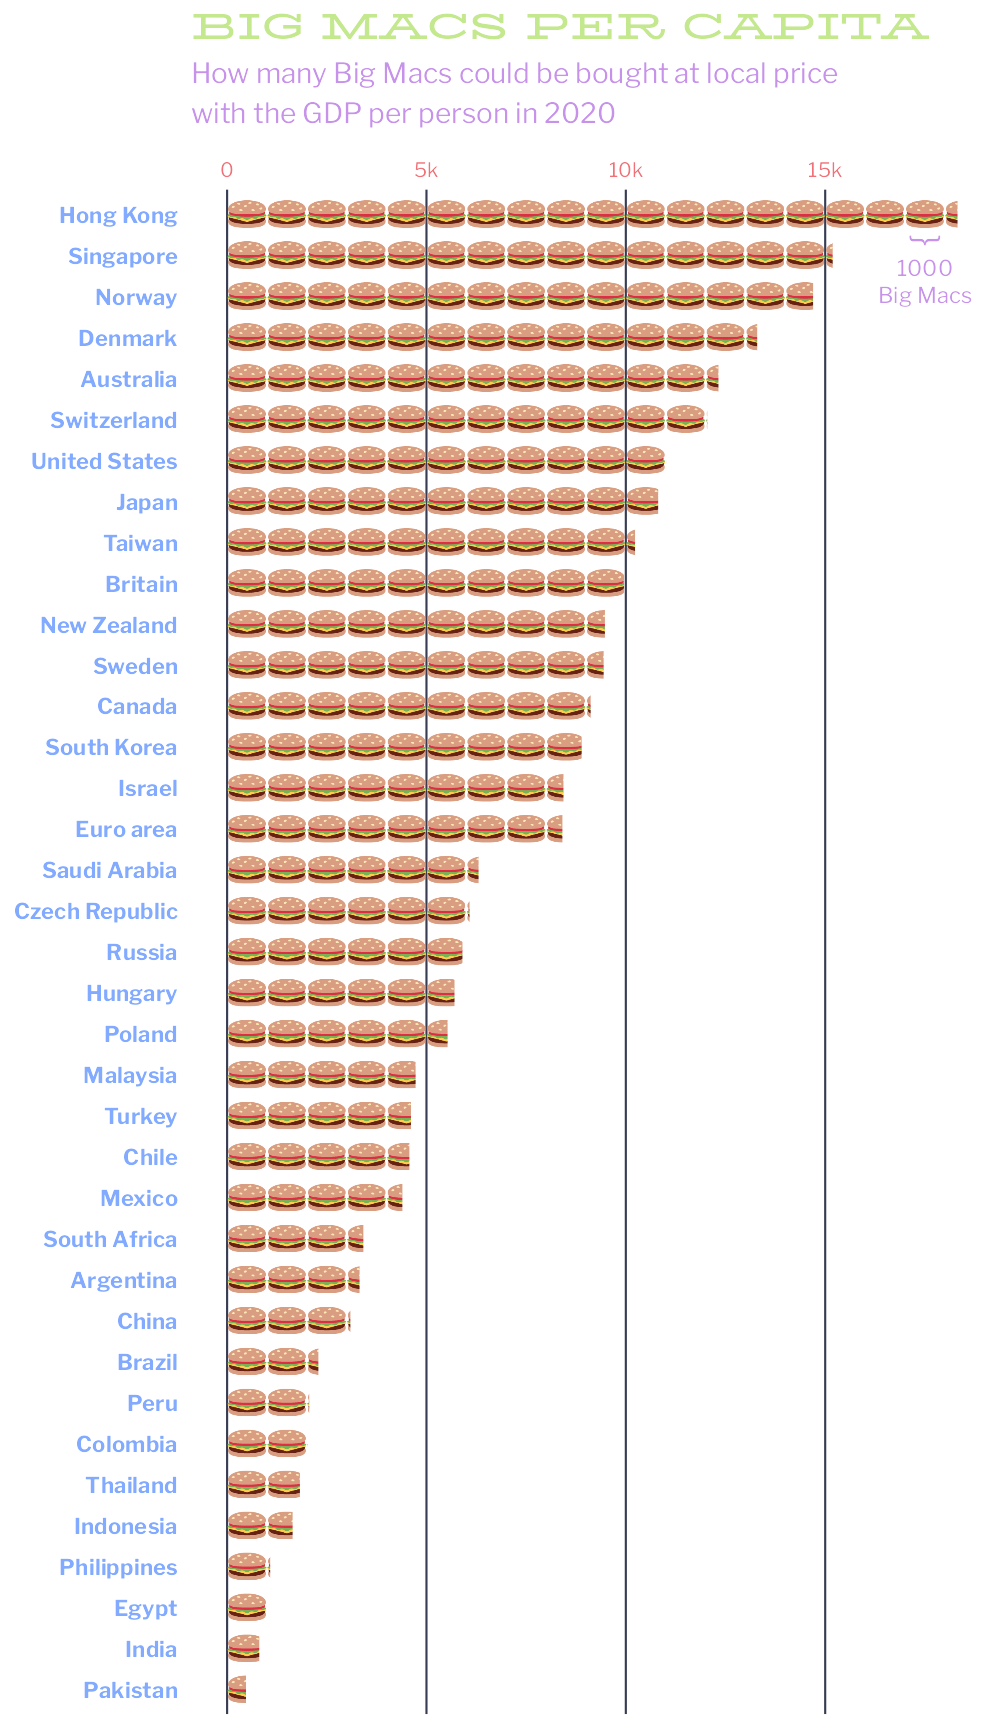 BIG MACS PER CAPITA
How many Big Macs could be bought at local price
with the GDP per person in 2020
0 5k 10k 15k
Hong Kong
Singapore
1000
Big Macs
Norway
Denmark
Australia
Switzerland
United States
Japan
Taiwan
Britain
New Zealand
Sweden
Canada
South Korea
Israel
Euro area
Saudi Arabia
Czech Republic
Russia
Hungary
Poland
Malaysia
Turkey
Chile
Mexico
South Africa
Argentina
China
Brazil
Peru
Colombia
Thailand
Indonesia
Philippines
Egypt
India
Pakistan